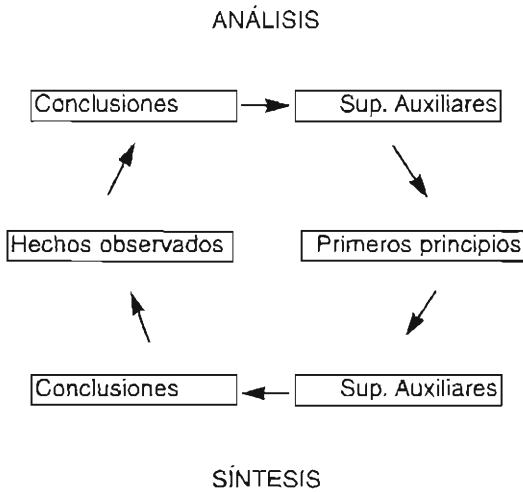 ANÁLISIS
Conclusiones
Sup. Auxiliares
Hechos observados
Primeros principios
Conclusiones
Sup. Auxiliares
SÍNTESIS